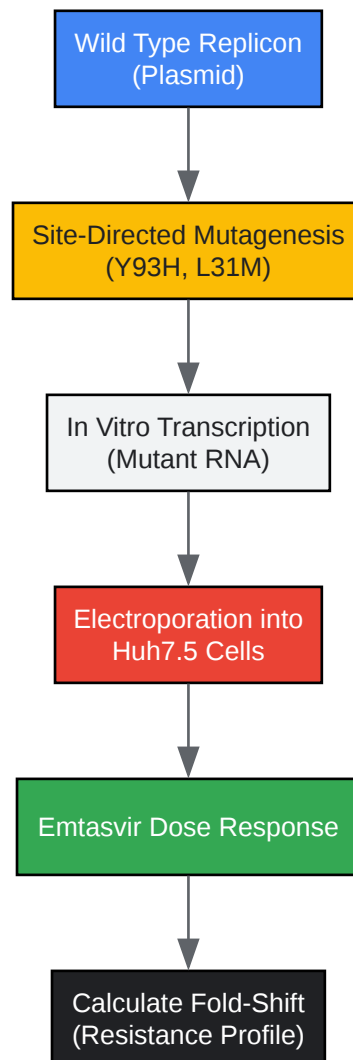 Wild Type Replicon
(Plasmid)
Site-Directed Mutagenesis
(Y93H, L31M)
In Vitro Transcription
(Mutant RNA)
Electroporation into
Huh7.5 Cells
Emtasvir Dose Response
Calculate Fold-Shift
(Resistance Profile)